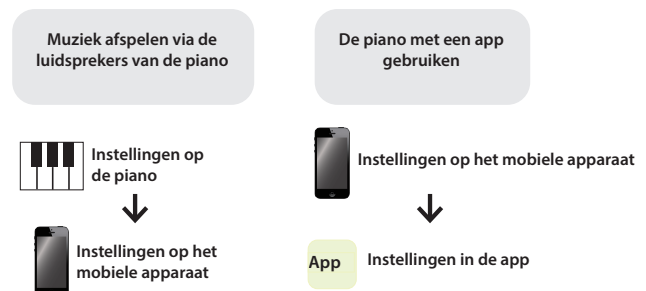 Muziek afspelen via de
luidsprekers van de piano
Instellingen op
de piano
Instellingen op het
mobiele apparaat
De piano met een app
gebruiken
Instellingen op het mobiele apparaat
App
Instellingen in de app